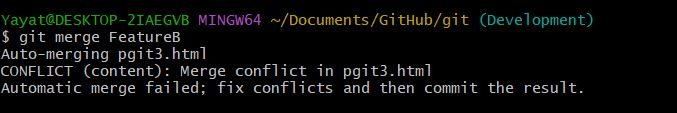 Yayat@DESKTOP-2IAEGVB MINGW64 ~/Documents/GitHub/git (Development)
$ git merge FeatureB
Auto-merging pgit3.html
CONFLICT (content): Merge conflict in pgit3.html
Automatic merge failed; fix conflicts and then commit the result.